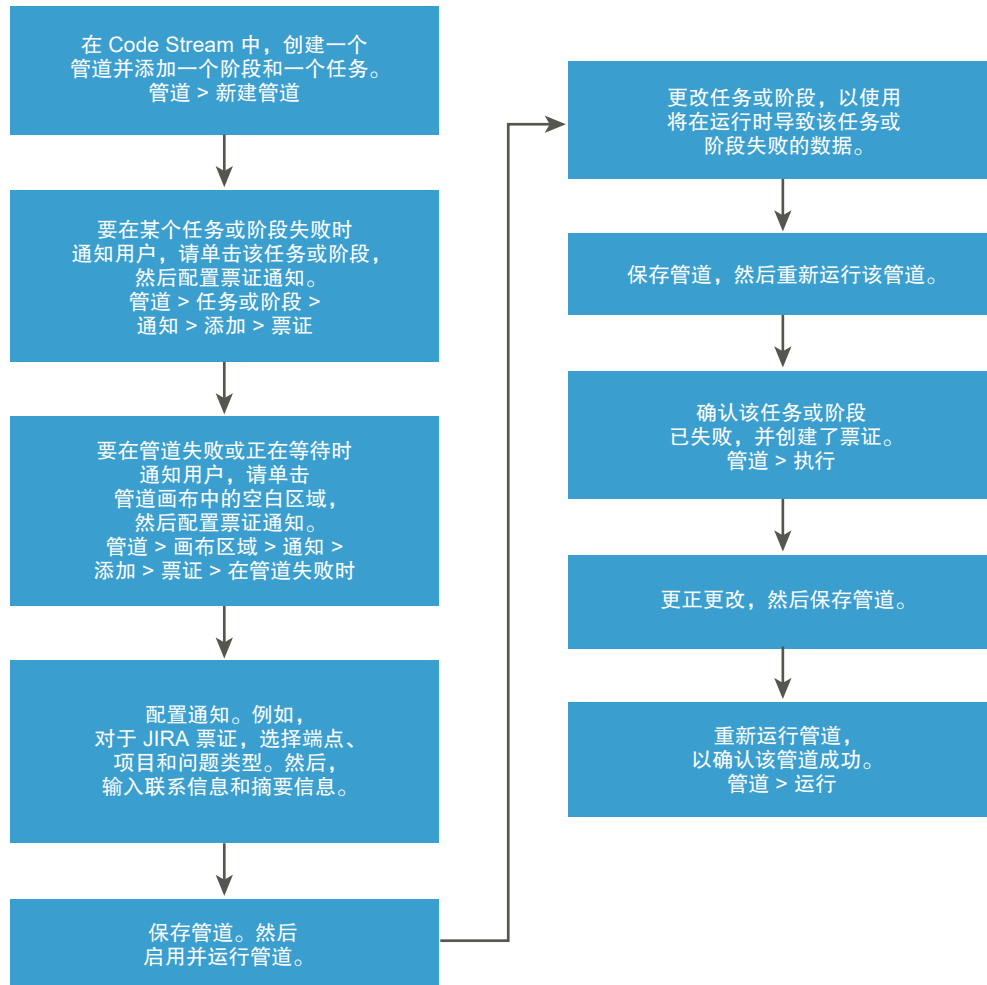 在 Code Stream 中，创建一个
管道并添加一个阶段和一个任务。
管道 > 新建管道
要在某个任务或阶段失败时
通知用户，请单击该任务或阶段，
然后配置票证通知。
管道 > 任务或阶段 >
通知 > 添加 > 票证
要在管道失败或正在等待时
通知用户，请单击
管道画布中的空白区域，
然后配置票证通知。
管道 > 画布区域 > 通知 >
添加 > 票证 > 在管道失败时
配置通知。例如，
对于 JIRA 票证，选择端点、
项目和问题类型。然后，
输入联系信息和摘要信息。
保存管道。然后
启用并运行管道。
更改任务或阶段，以使用
将在运行时导致该任务或
阶段失败的数据。
保存管道，然后重新运行该管道。
确认该任务或阶段
已失败，并创建了票证。
管道 > 执行
更正更改，然后保存管道。
重新运行管道，
以确认该管道成功。
管道 > 运行